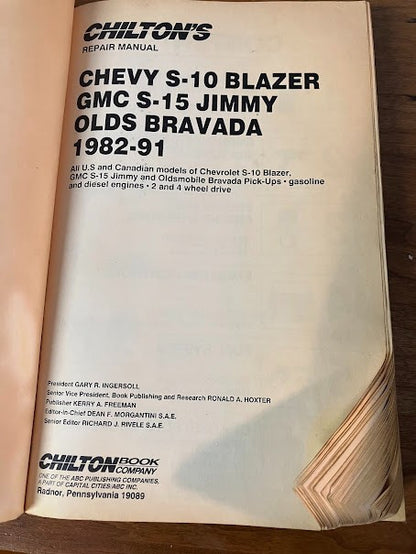 CHILTON'S
REPAIR MANUAL
CHEVY S-10 BLAZER
GMC S-15 JIMMY
OLDS BRAVADA
1982-91
All U.S and Canadian models of Chevrolet S-10 Blazer,
GMC S-15 Jimmy and Oldsmobile Bravada Pick-Ups • gasoline
and diesel engines • 2 and 4 wheel drive
President GARY R. INGERSOLL
Senior Vice President, Book Publishing and Research RONALD A. HOXTER
Publisher KERRY A. FREEMAN
Editor-in-Chief DEAN F. MORGANTINI S.A.E.
Senior Editor RICHARD J. RIVELE S.A.E.
CHILTON BOOK
COMPANY
ONE OF THE ABC PUBLISHING COMPANIES,
A PART OF CAPITAL CITIES/ABC INC.
Radnor, Pennsylvania 19089